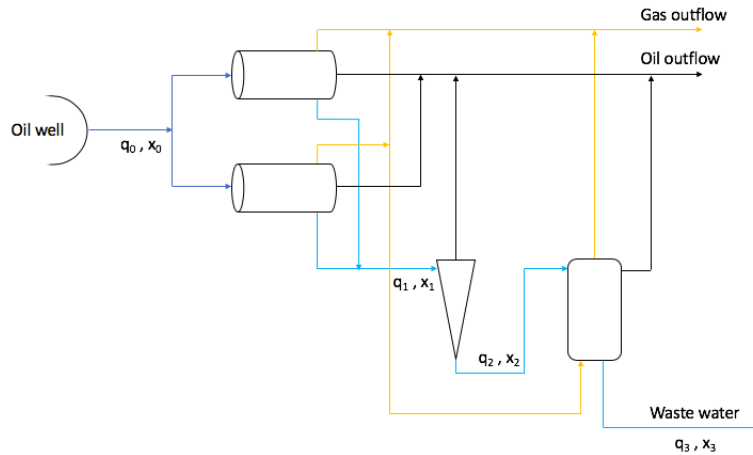 Gas outflow
Oil outflow
Oil well
q₀ , x₀
q₁ , x₁
q₂ , x₂
Waste water
q₃ , x₃